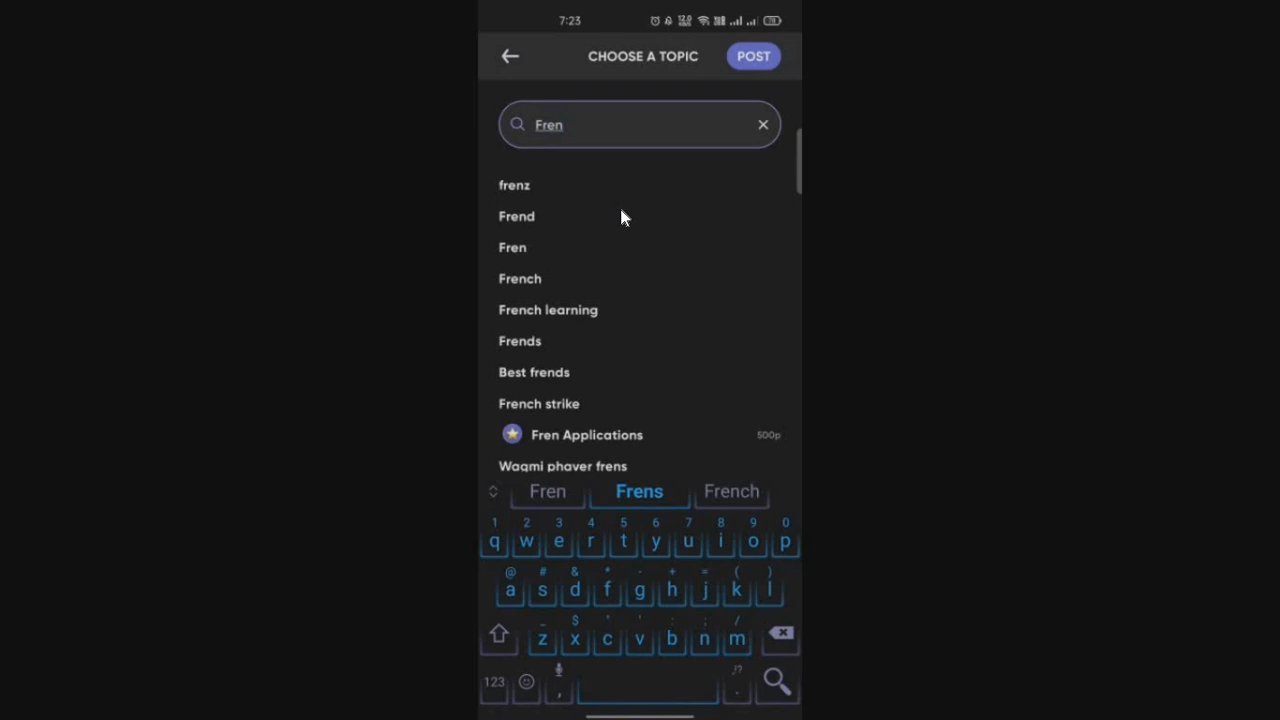 7:23
CHOOSE A TOPIC
POST
Fren
frenz
Frend
Fren
French
French learning
Frends
Best frends
French strike
Fren Applications 500p
Waqmi phaver frens
Fren Frens French
1 2 3 4 5 6 7 8 9 0
q w e r t y u i o p
@ # & * - + = ( )
a s d f g h j k l
_ $ " ' : ; /
z x c v b n m
123 , . ,!?